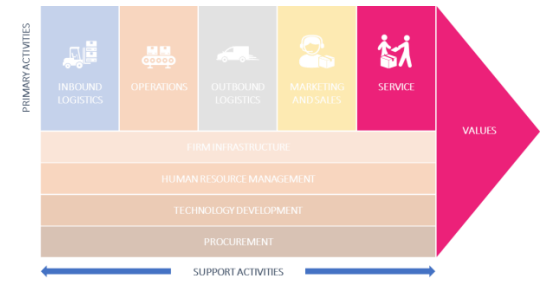 PRIMARY ACTIVITIES
INBOUND
LOGISTICS
OPERATIONS
OUTBOUND
LOGISTICS
MARKETING
AND SALES
SERVICE
VALUES
FIRM INFRASTRUCTURE
HUMAN RESOURCE MANAGEMENT
TECHNOLOGY DEVELOPMENT
PROCUREMENT
SUPPORT ACTIVITIES